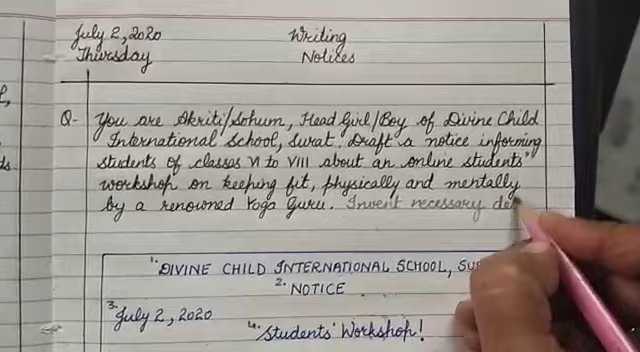 July 2, 2020
Thursday
Writing
Notices
Q- You are Akriti/Sohum, Head Girl/Boy of Divine Child
International School, Surat. Draft a notice informing
students of classes VI to VIII about an online students'
workshop on keeping fit, physically and mentally
by a renowned Yoga Guru. Invent necessary
1. DIVINE CHILD INTERNATIONAL SCHOOL,
2. NOTICE
3. July 2, 2020
4. Students' Workshop!